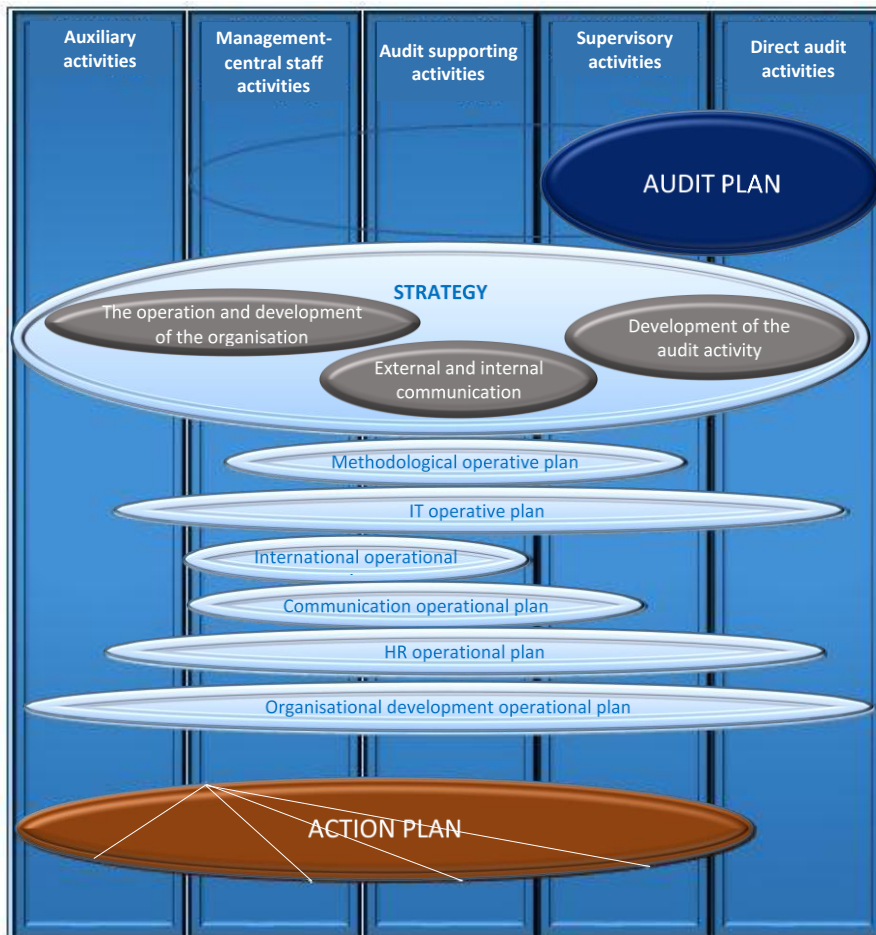 Auxiliary
activities
Management-
central staff
activities
Audit supporting
activities
Supervisory
activities
Direct audit
activities
AUDIT PLAN
STRATEGY
The operation and development
of the organisation
External and internal
communication
Development of the
audit activity
Methodological operative plan
IT operative plan
International operational
Communication operational plan
HR operational plan
Organisational development operational plan
ACTION PLAN